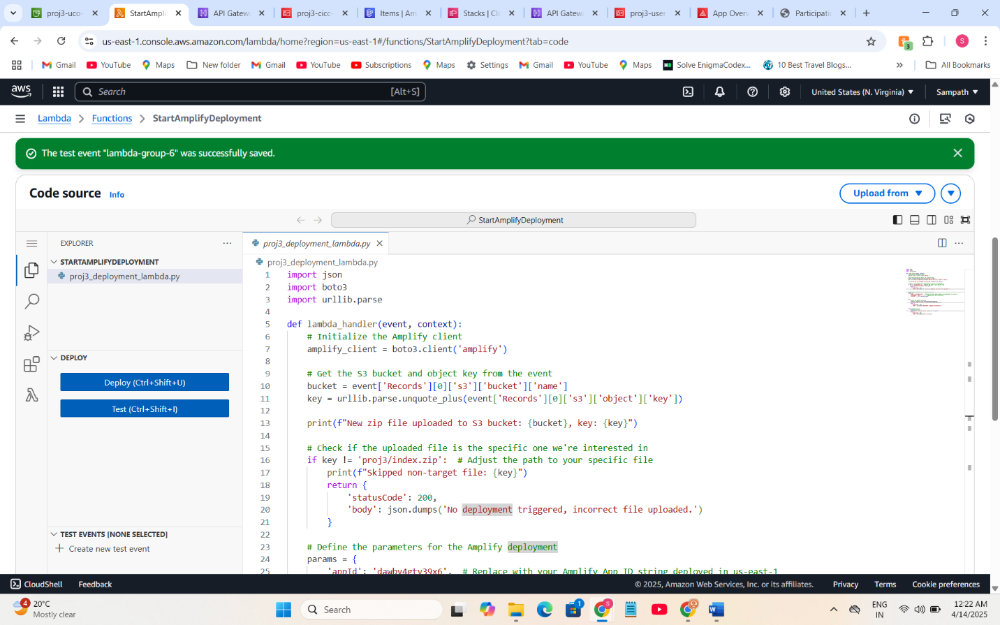 proj3-uco-
StartAmplif
API Gatew
proj3-cicc-
Items | Am
Stacks | Clo
API Gatew
proj3-user
App Overv
Participatio
us-east-1.console.aws.amazon.com/lambda/home?region=us-east-1#/functions/StartAmplifyDeployment?tab=code
3
S
Gmail
YouTube
Maps
New folder
Gmail
YouTube
Subscriptions
Maps
Settings
Gmail
YouTube
Maps
Solve EnigmaCodex...
10 Best Travel Blogs...
All Bookmarks
aws
Search
[Alt+S]
United States (N. Virginia)
Sampath
Lambda
Functions
StartAmplifyDeployment
The test event "lambda-group-6" was successfully saved.
Code source Info
Upload from
StartAmplifyDeployment
EXPLORER
STARTAMPLIFYDEPLOYMENT
proj3_deployment_lambda.py
DEPLOY
Deploy (Ctrl+Shift+U)
Test (Ctrl+Shift+I)
TEST EVENTS [NONE SELECTED]
Create new test event
proj3_deployment_lambda.py
proj3_deployment_lambda.py
1 import json
2 import boto3
3 import urllib.parse
4
5 def lambda_handler(event, context):
6 # Initialize the Amplify client
7 amplify_client = boto3.client('amplify')
8
9 # Get the S3 bucket and object key from the event
10 bucket = event['Records'][0]['s3']['bucket']['name']
11 key = urllib.parse.unquote_plus(event['Records'][0]['s3']['object']['key'])
12
13 print(f"New zip file uploaded to S3 bucket: {bucket}, key: {key}")
14
15 # Check if the uploaded file is the specific one we're interested in
16 if key != 'proj3/index.zip': # Adjust the path to your specific file
17 print(f"Skipped non-target file: {key}")
18 return {
19 'statusCode': 200,
20 'body': json.dumps('No deployment triggered, incorrect file uploaded.')
21 }
22
23 # Define the parameters for the Amplify deployment
24 params = {
25 'appId': 'dawbv4gtv39x6', # Replace with your Amplify App ID string deployed in us-east-1
CloudShell
Feedback
© 2025, Amazon Web Services, Inc. or its affiliates.
Privacy
Terms
Cookie preferences
4
20°C
Mostly clear
Search
1
S
ENG
IN
12:22 AM
4/14/2025